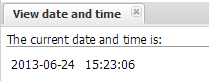 View date and time
The current date and time is:
2013-06-24 15:23:06